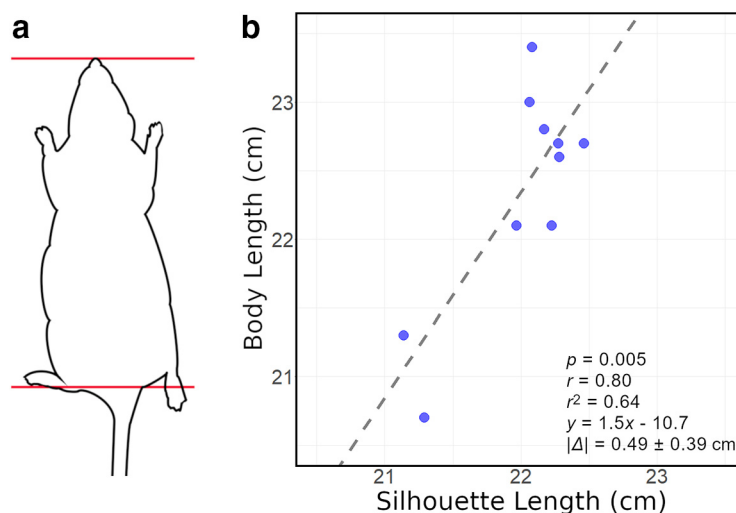 a
b
Body Length (cm)
23
22
21
p = 0.005
r = 0.80
r² = 0.64
y = 1.5x - 10.7
|Δ| = 0.49 ± 0.39 cm
21
22
23
Silhouette Length (cm)